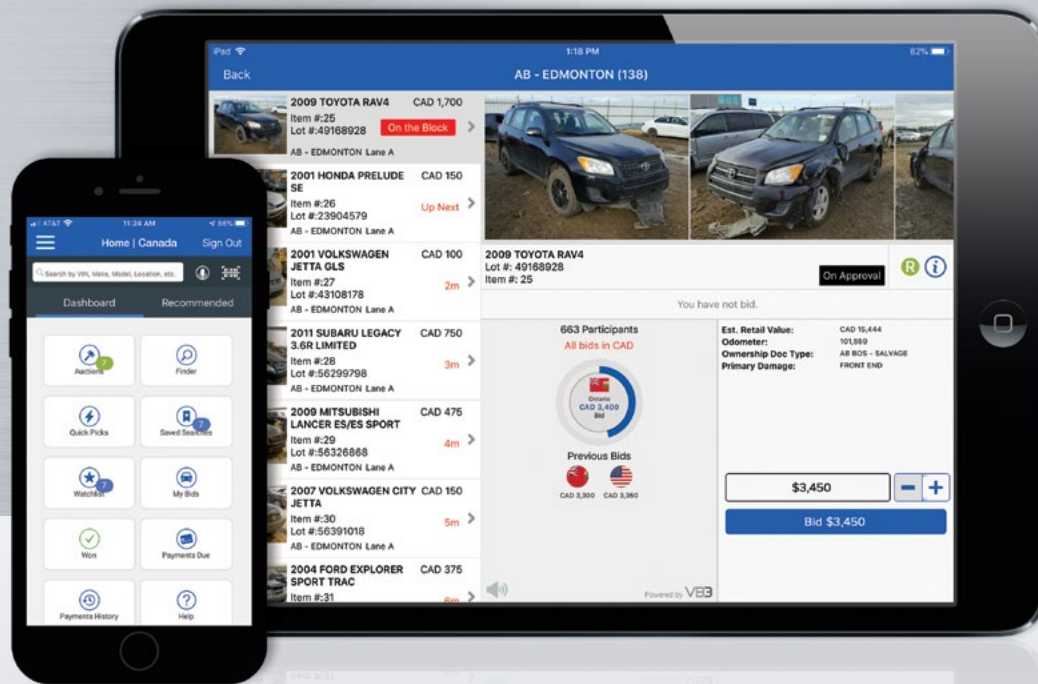 iPad
1:18 PM
82%
Back
AB - EDMONTON (138)
2009 TOYOTA RAV4 CAD 1,700
Item #:25
Lot #:49168928
On the Block
AB - EDMONTON Lane A
2001 HONDA PRELUDE CAD 150
SE
Item #:26
Up Next
Lot #:23904579
AB - EDMONTON Lane A
2001 VOLKSWAGEN CAD 100
JETTA GLS
Item #:27
2m
Lot #:43108178
AB - EDMONTON Lane A
2011 SUBARU LEGACY CAD 750
3.6R LIMITED
Item #:28
3m
Lot #:56299798
AB - EDMONTON Lane A
2009 MITSUBISHI CAD 475
LANCER ES/ES SPORT
Item #:29
4m
Lot #:56326868
AB - EDMONTON Lane A
2007 VOLKSWAGEN CITY CAD 150
JETTA
Item #:30
5m
Lot #:56391018
AB - EDMONTON Lane A
2004 FORD EXPLORER CAD 375
SPORT TRAC
Item #:31
6m
2009 TOYOTA RAV4
Lot #: 49168928
Item #: 25
On Approval
R
i
You have not bid.
663 Participants
All bids in CAD
Ontario
CAD 3,400
Bid
Previous Bids
CAD 3,300 CAD 3,350
Powered by VB3
Est. Retail Value: CAD 15,444
Odometer: 101,559
Ownership Doc Type: AB BOS - SALVAGE
Primary Damage: FRONT END
$3,450
Bid $3,450
AT&T
11:24 AM
86%
Home | Canada
Sign Out
Search by VIN, Make, Model, Location, etc.
Dashboard
Recommended
7
Auctions
Finder
Quick Picks
7
Saved Searches
7
Watchlist
My Bids
Won
Payments Due
Payments History
Help